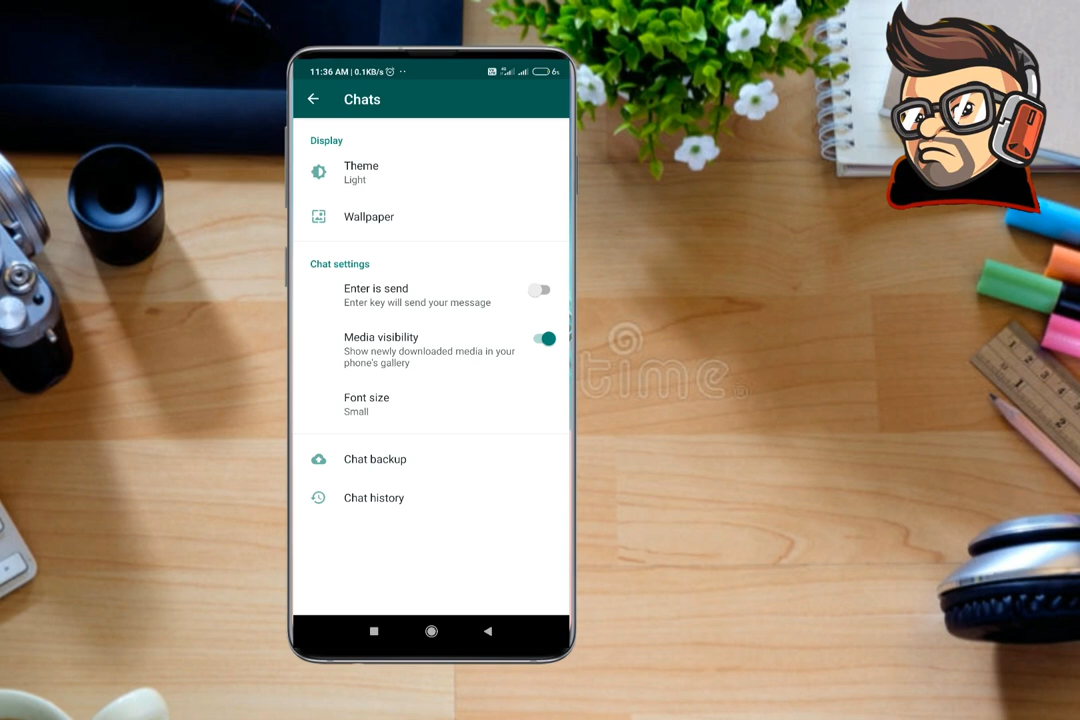 11:36 AM | 0.1KB/s
6%
Chats
Display
Theme
Light
Wallpaper
Chat settings
Enter is send
Enter key will send your message
Media visibility
Show newly downloaded media in your
phone's gallery
Font size
Small
Chat backup
Chat history